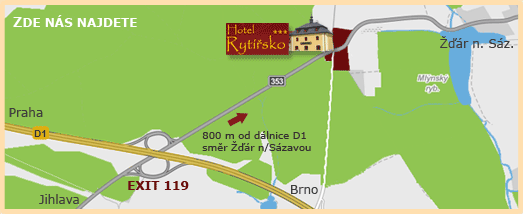 ZDE NÁS NAJDETE
Hotel ***
Rytířsko
Žďár n. Sáz.
Mlýnský
ryb.
353
Praha
D1
800 m od dálnice D1
směr Žďár n/Sázavou
EXIT 119
Brno
Jihlava